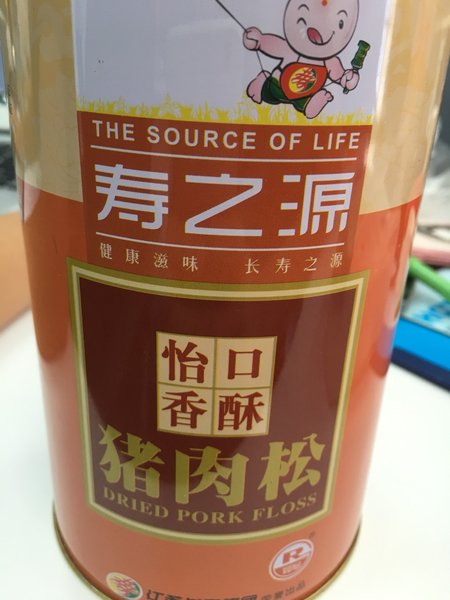 THE SOURCE OF LIFE
寿之源
健康滋味 长寿之源
怡口
香酥
猪肉松
DRIED PORK FLOSS
R